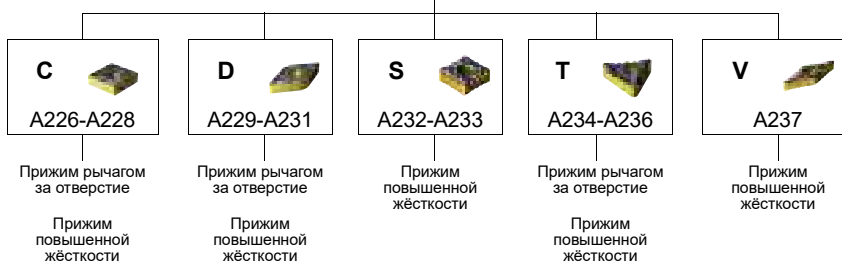 C
A226-A228
Прижим рычагом
за отверстие
Прижим
повышенной
жёсткости
D
A229-A231
Прижим рычагом
за отверстие
Прижим
повышенной
жёсткости
S
A232-A233
Прижим
повышенной
жёсткости
T
A234-A236
Прижим рычагом
за отверстие
Прижим
повышенной
жёсткости
V
A237
Прижим
повышенной
жёсткости